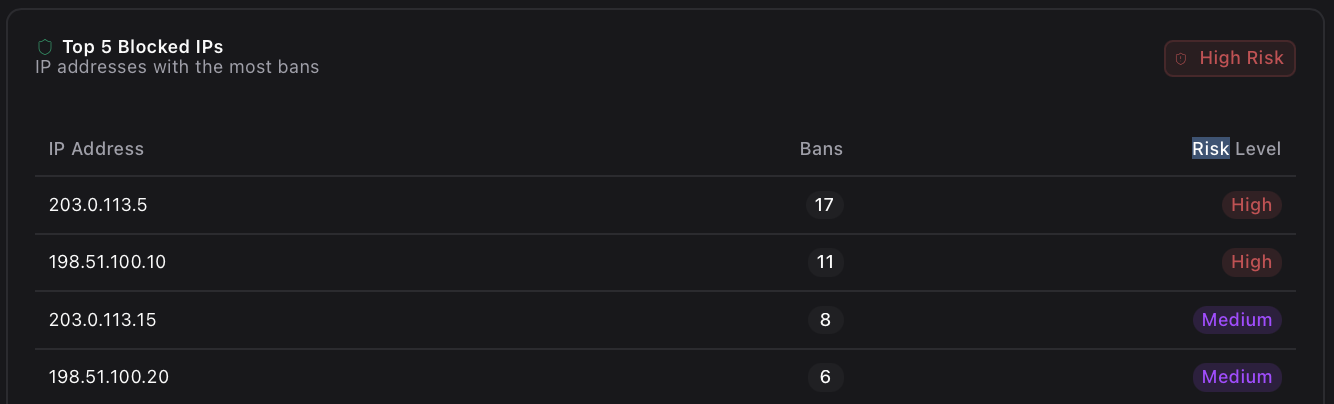 Top 5 Blocked IPs
IP addresses with the most bans
High Risk
IP Address Bans Risk Level
203.0.113.5 17 High
198.51.100.10 11 High
203.0.113.15 8 Medium
198.51.100.20 6 Medium